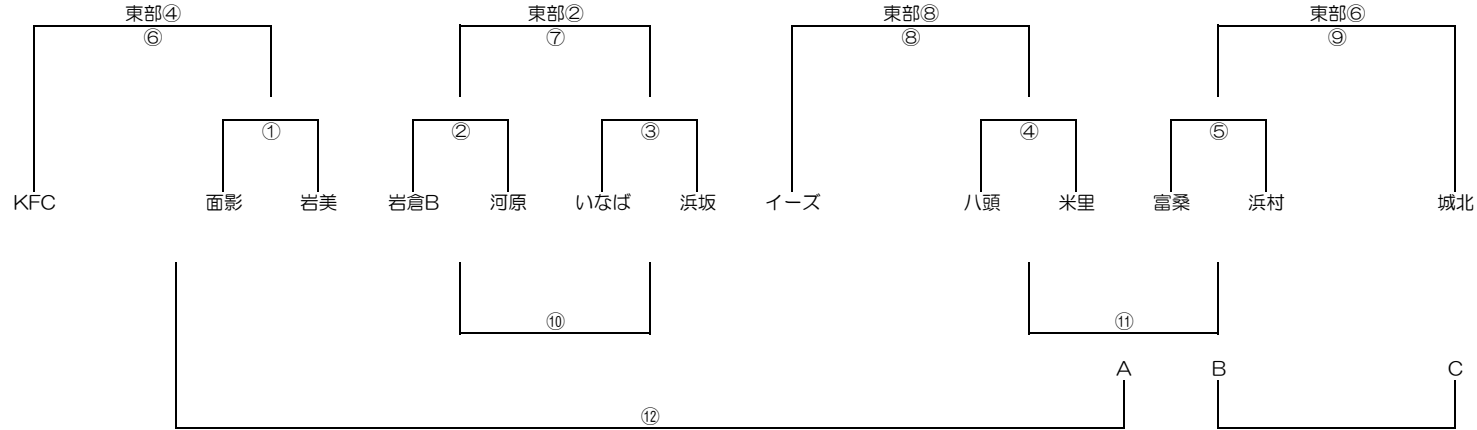 東部④ 東部② 東部⑧ 東部⑥
⑥ ⑦ ⑧ ⑨
① ② ③ ④ ⑤
KFC 面影 岩美 岩倉B 河原 いなば 浜坂 イーズ 八頭 米里 富桑 浜村 城北
⑩ ⑪
A B C
⑫